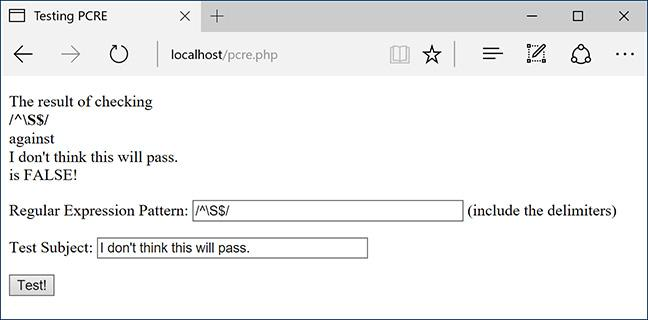 Testing PCRE
localhost/pcre.php
The result of checking
/^\S$/
against
I don't think this will pass.
is FALSE!
Regular Expression Pattern: /^\S$/ (include the delimiters)
Test Subject: I don't think this will pass.
Test!